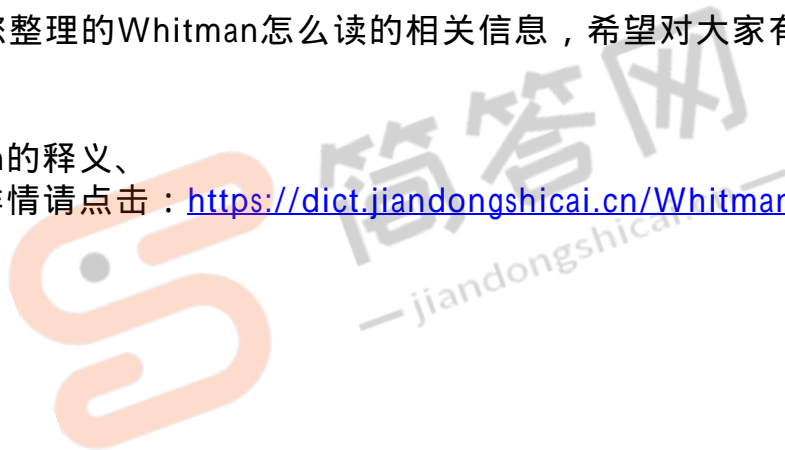 整理的Whitman怎么读的相关信息，希望对大家有
的释义、
情请点击：https://dict.jiandongshicai.cn/Whitman
简答网
jiandongshicai.c